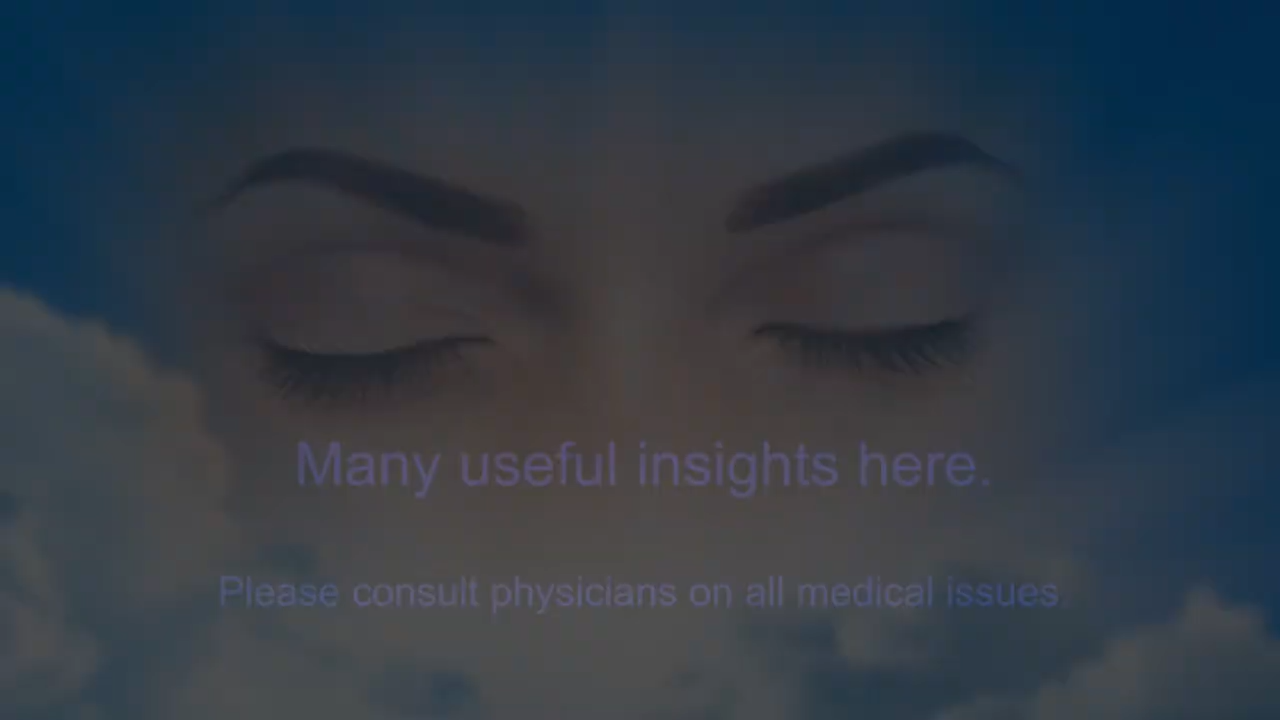 Many useful insights here.
Please consult physicians on all medical issues.